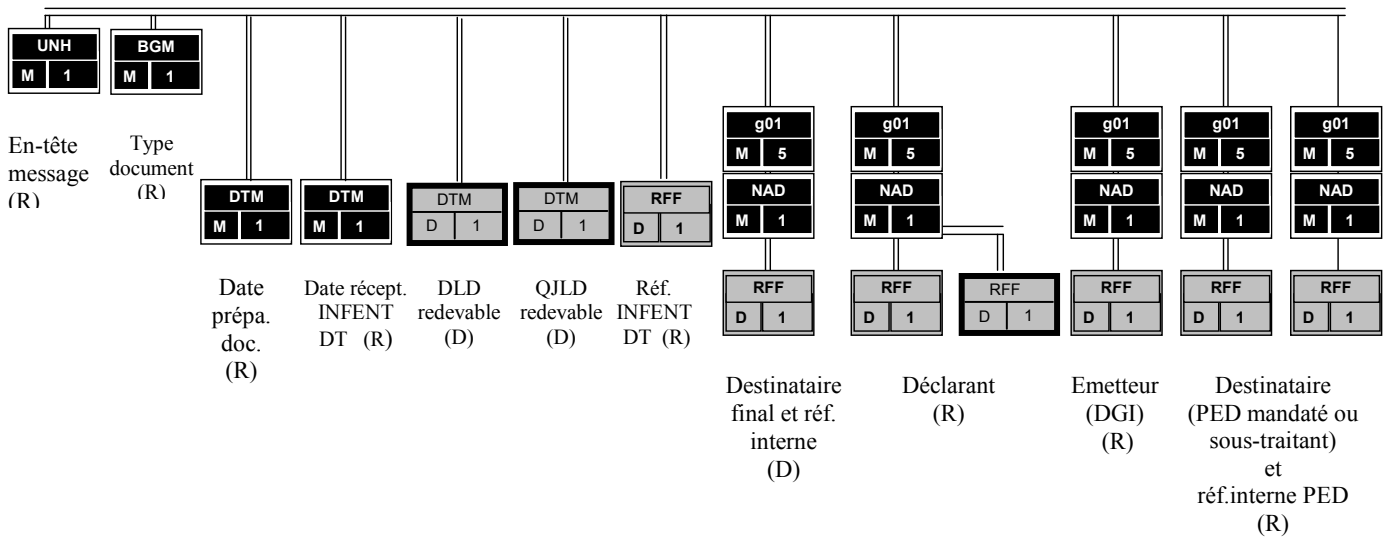 UNH
M 1
BGM
M 1
En-tête
message
(R)
Type
document
(R)
DTM
M 1
DTM
M 1
DTM
D 1
DTM
D 1
RFF
D 1
Date
prépa.
doc.
(R)
Date récept.
INFENT
DT (R)
DLD
redevable
(D)
QJLD
redevable
(D)
Réf.
INFENT
DT (R)
g01
M 5
NAD
M 1
RFF
D 1
g01
M 5
NAD
M 1
RFF
D 1
RFF
D 1
g01
M 5
NAD
M 1
RFF
D 1
g01
M 5
NAD
M 1
RFF
D 1
g01
M 5
NAD
M 1
RFF
D 1
Destinataire
final et réf.
interne
(D)
Déclarant
(R)
Emetteur
(DGI)
(R)
Destinataire
(PED mandaté ou
sous-traitant)
et
réf.interne PED
(R)